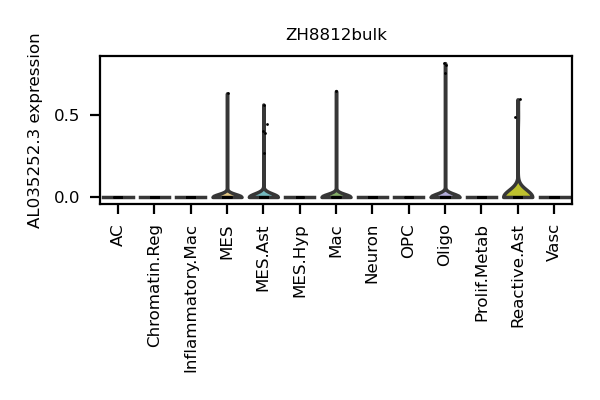 ZH8812bulk
AL035252.3 expression
0.5
0.0
AC
Chromatin.Reg
Inflammatory.Mac
MES
MES.Ast
MES.Hyp
Mac
Neuron
OPC
Oligo
Prolif.Metab
Reactive.Ast
Vasc